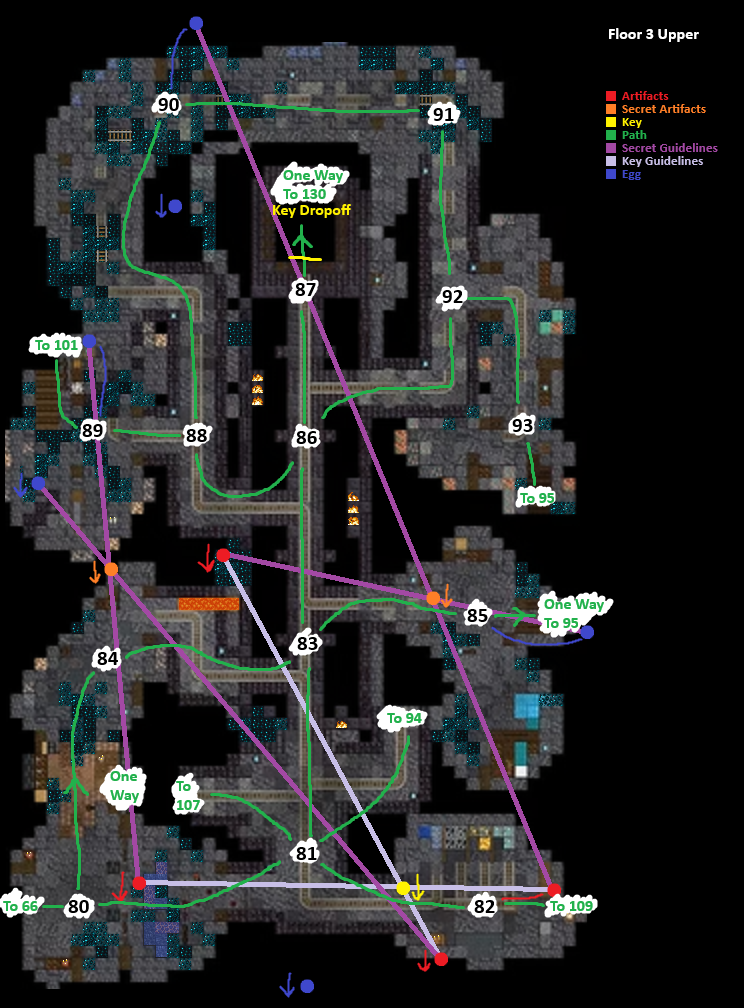 Floor 3 Upper
Artifacts
Secret Artifacts
Key
Path
Secret Guidelines
Key Guidelines
Egg
90
91
One Way
To 130
Key Dropoff
87
92
To 101
89
88
86
93
To 95
85
One Way
To 95
83
84
To 94
One
Way
To
107
81
To 66
80
82
To 109